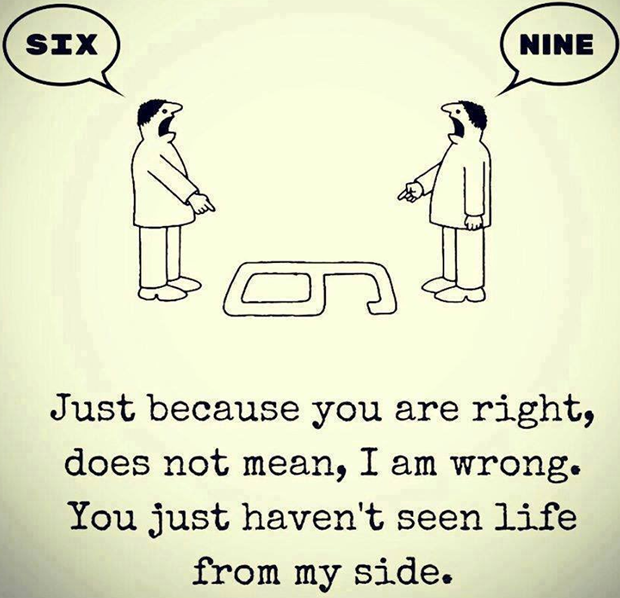 SIX
NINE
Just because you are right,
does not mean, I am wrong.
You just haven't seen life
from my side.